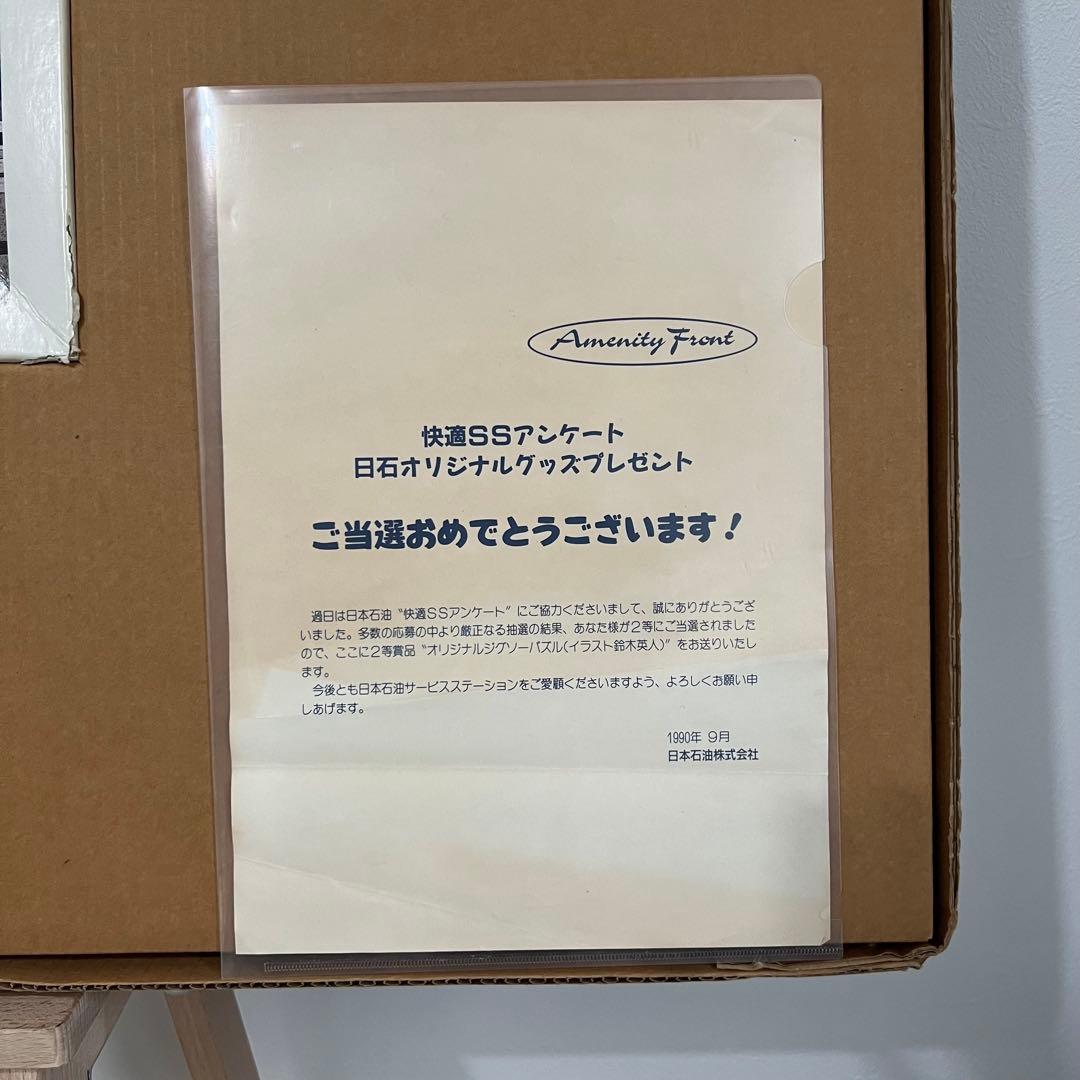 Amenity Front
快適SSアンケート
日石オリジナルグッズプレゼント
ご当選おめでとうございます!
過日は日本石油“快適SSアンケート”にご協力くださいまして、誠にありがとうござ
いました。多数の応募の中より厳正なる抽選の結果、あなた様が2等にご当選されました
ので、ここに2等賞品“オリジナルジグソーパズル(イラスト鈴木英人)”をお送りいたし
ます。
今後とも日本石油サービスステーションをご愛顧くださいますよう、よろしくお願い申
しあげます。
1990年 9月
日本石油株式会社